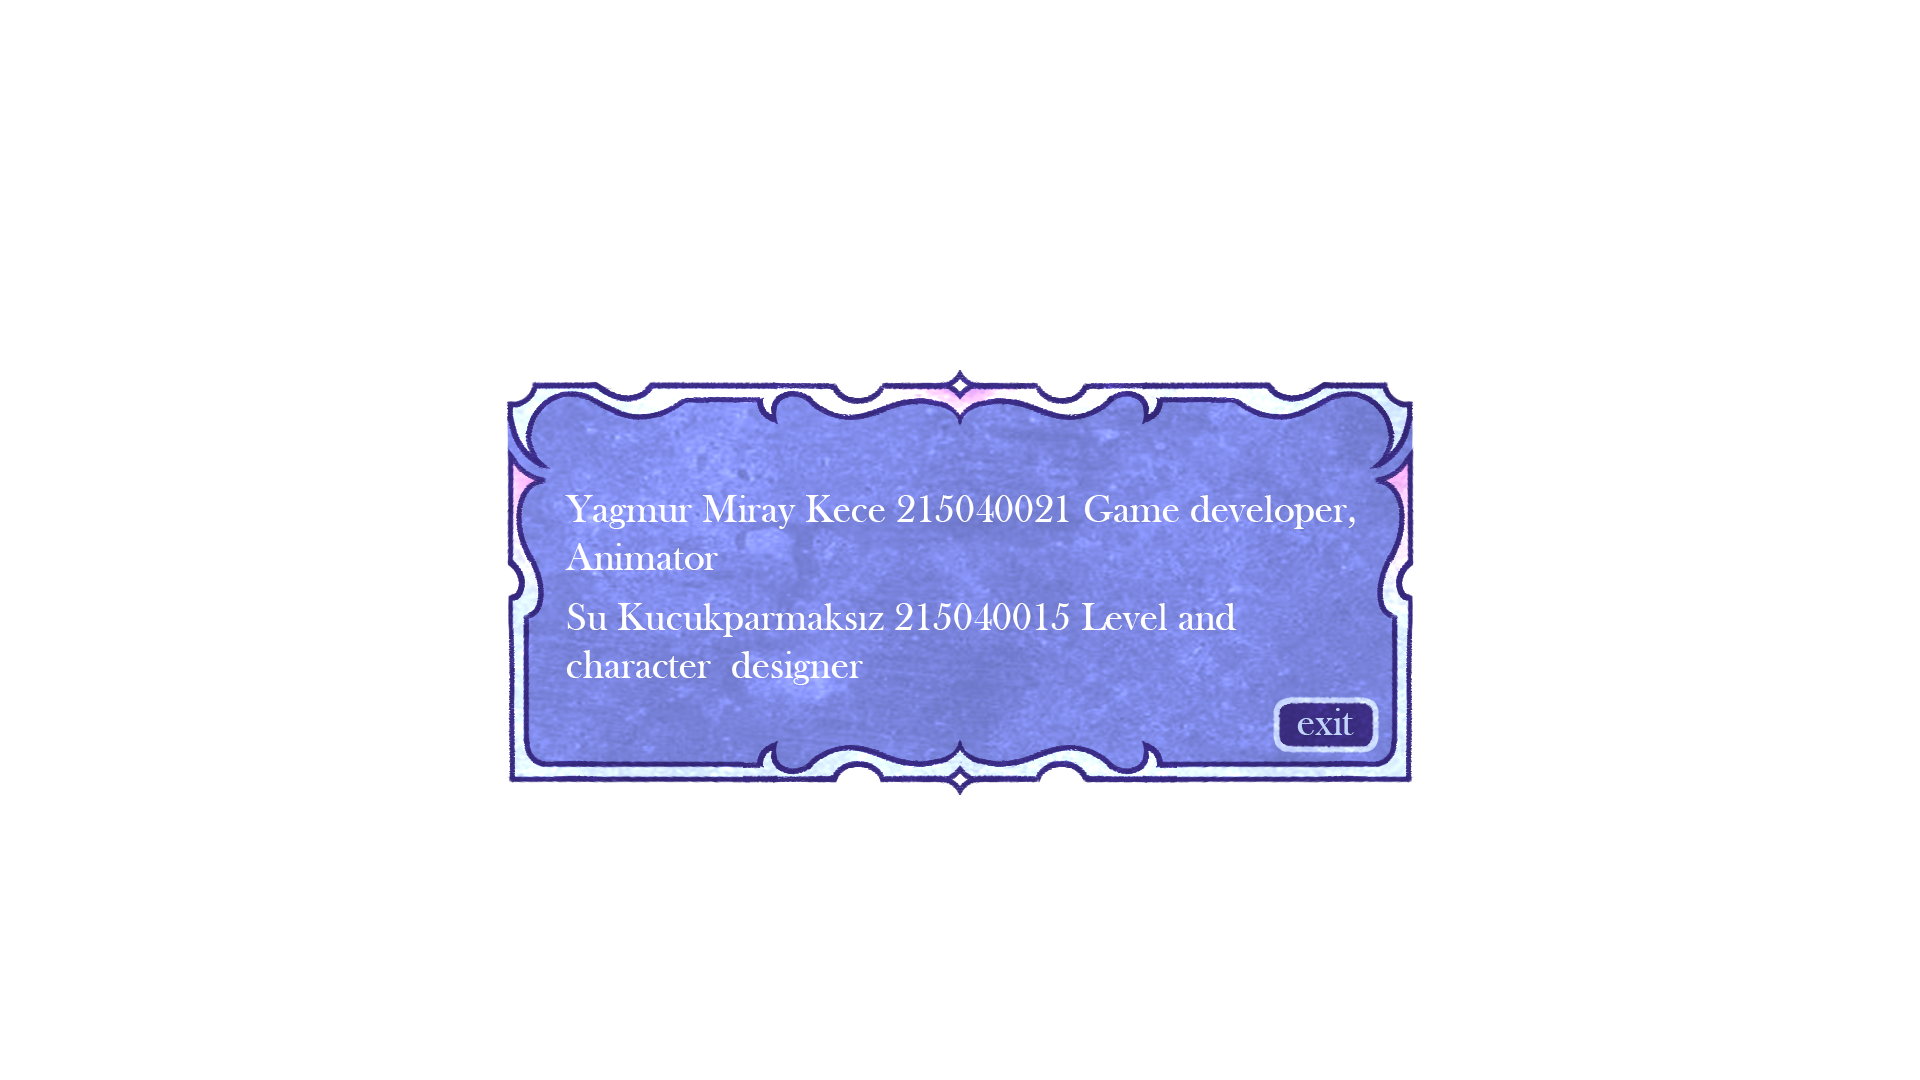 Yagmur Miray Kece 215040021 Game developer,
Animator
Su Kucukparmaksız 215040015 Level and
character  designer
exit